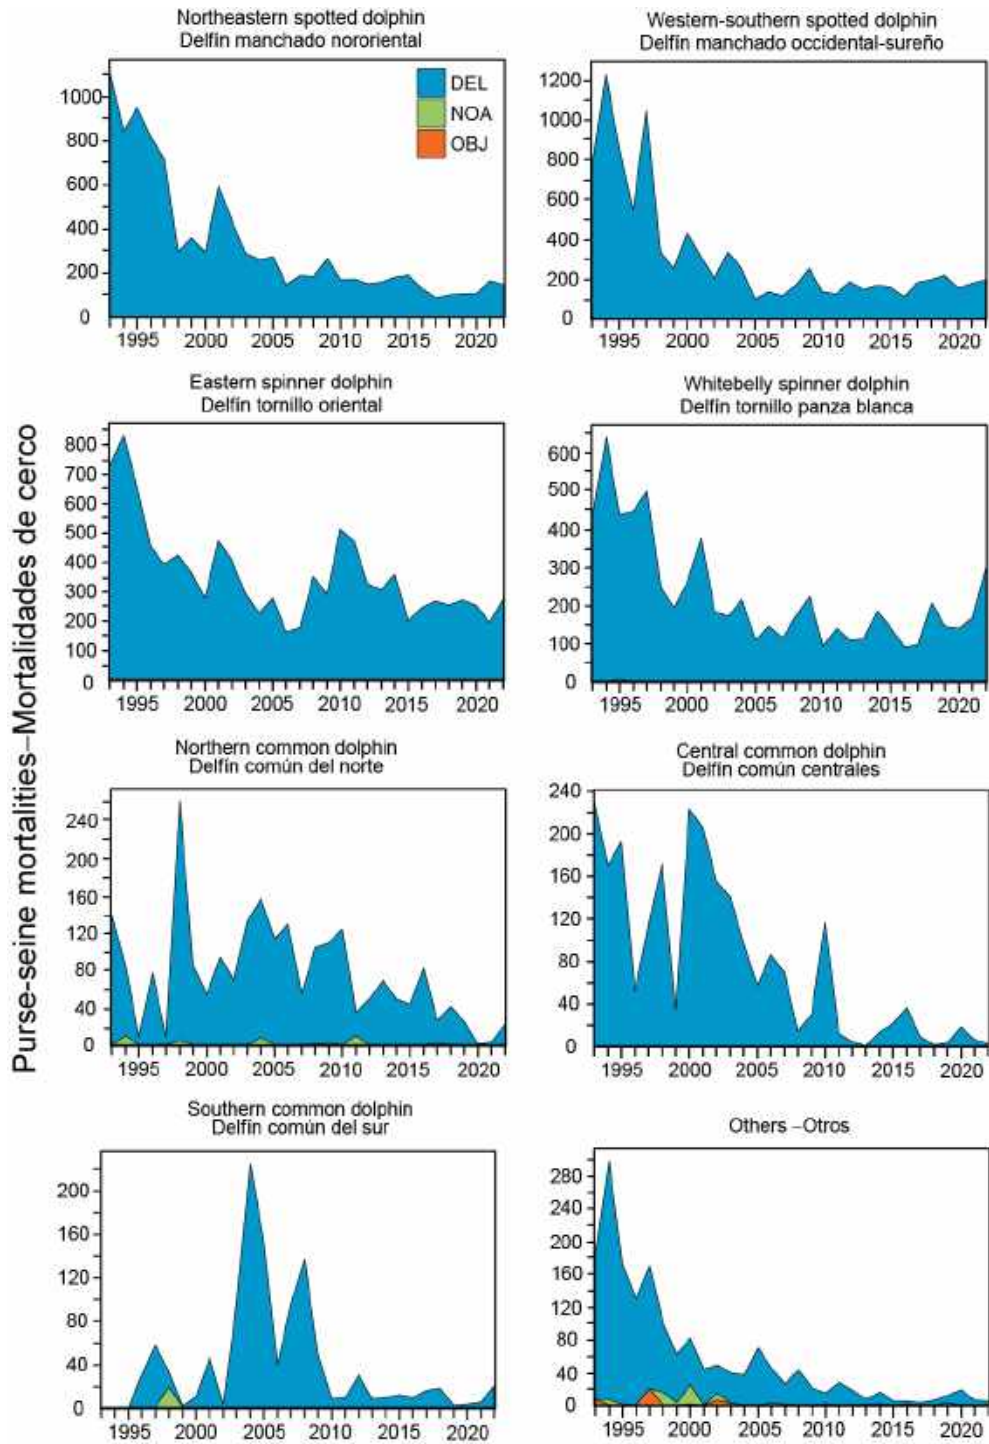 Northeastern spotted dolphin
Delfín manchado nororiental
1000
800
600
400
200
0
1995 2000 2005 2010 2015 2020
DEL
NOA
OBJ
Western-southern spotted dolphin
Delfín manchado occidental-sureño
1200
1000
800
600
400
200
0
1995 2000 2005 2010 2015 2020
Purse-seine mortalities–Mortalidades de cerco
Eastern spinner dolphin
Delfín tornillo oriental
800
700
600
500
400
300
200
100
0
1995 2000 2005 2010 2015 2020
Whitebelly spinner dolphin
Delfín tornillo panza blanca
600
500
400
300
200
100
0
1995 2000 2005 2010 2015 2020
Northern common dolphin
Delfín común del norte
240
200
160
120
80
40
0
1995 2000 2005 2010 2015 2020
Central common dolphin
Delfín común centrales
240
200
160
120
80
40
0
1995 2000 2005 2010 2015 2020
Southern common dolphin
Delfín común del sur
200
160
120
80
40
0
1995 2000 2005 2010 2015 2020
Others –Otros
280
240
200
160
120
80
40
0
1995 2000 2005 2010 2015 2020